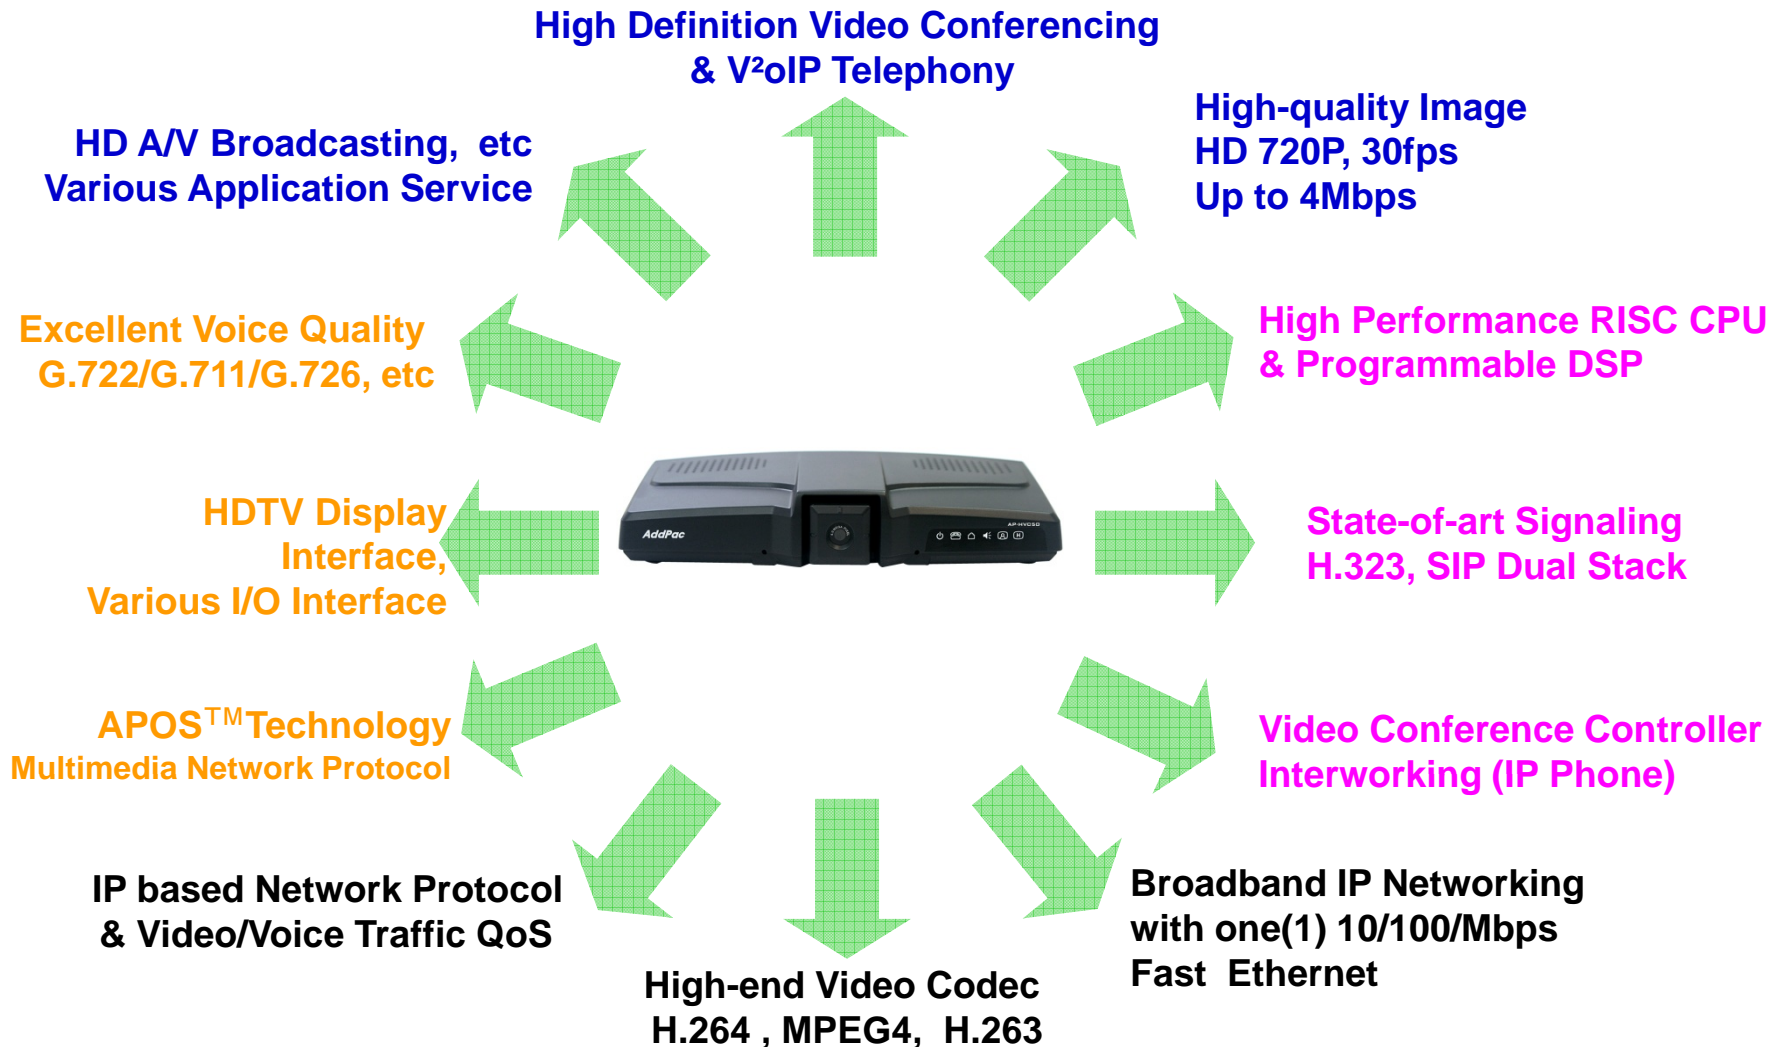 High Definition Video Conferencing
& V²oIP Telephony
High-quality Image
HD 720P, 30fps
Up to 4Mbps
HD A/V Broadcasting, etc
Various Application Service
Excellent Voice Quality
G.722/G.711/G.726, etc
High Performance RISC CPU
& Programmable DSP
HDTV Display
Interface,
Various I/O Interface
AddPac
State-of-art Signaling
H.323, SIP Dual Stack
APOS™Technology
Multimedia Network Protocol
Video Conference Controller
Interworking (IP Phone)
IP based Network Protocol
& Video/Voice Traffic QoS
Broadband IP Networking
with one(1) 10/100/Mbps
Fast Ethernet
High-end Video Codec
H.264 , MPEG4, H.263